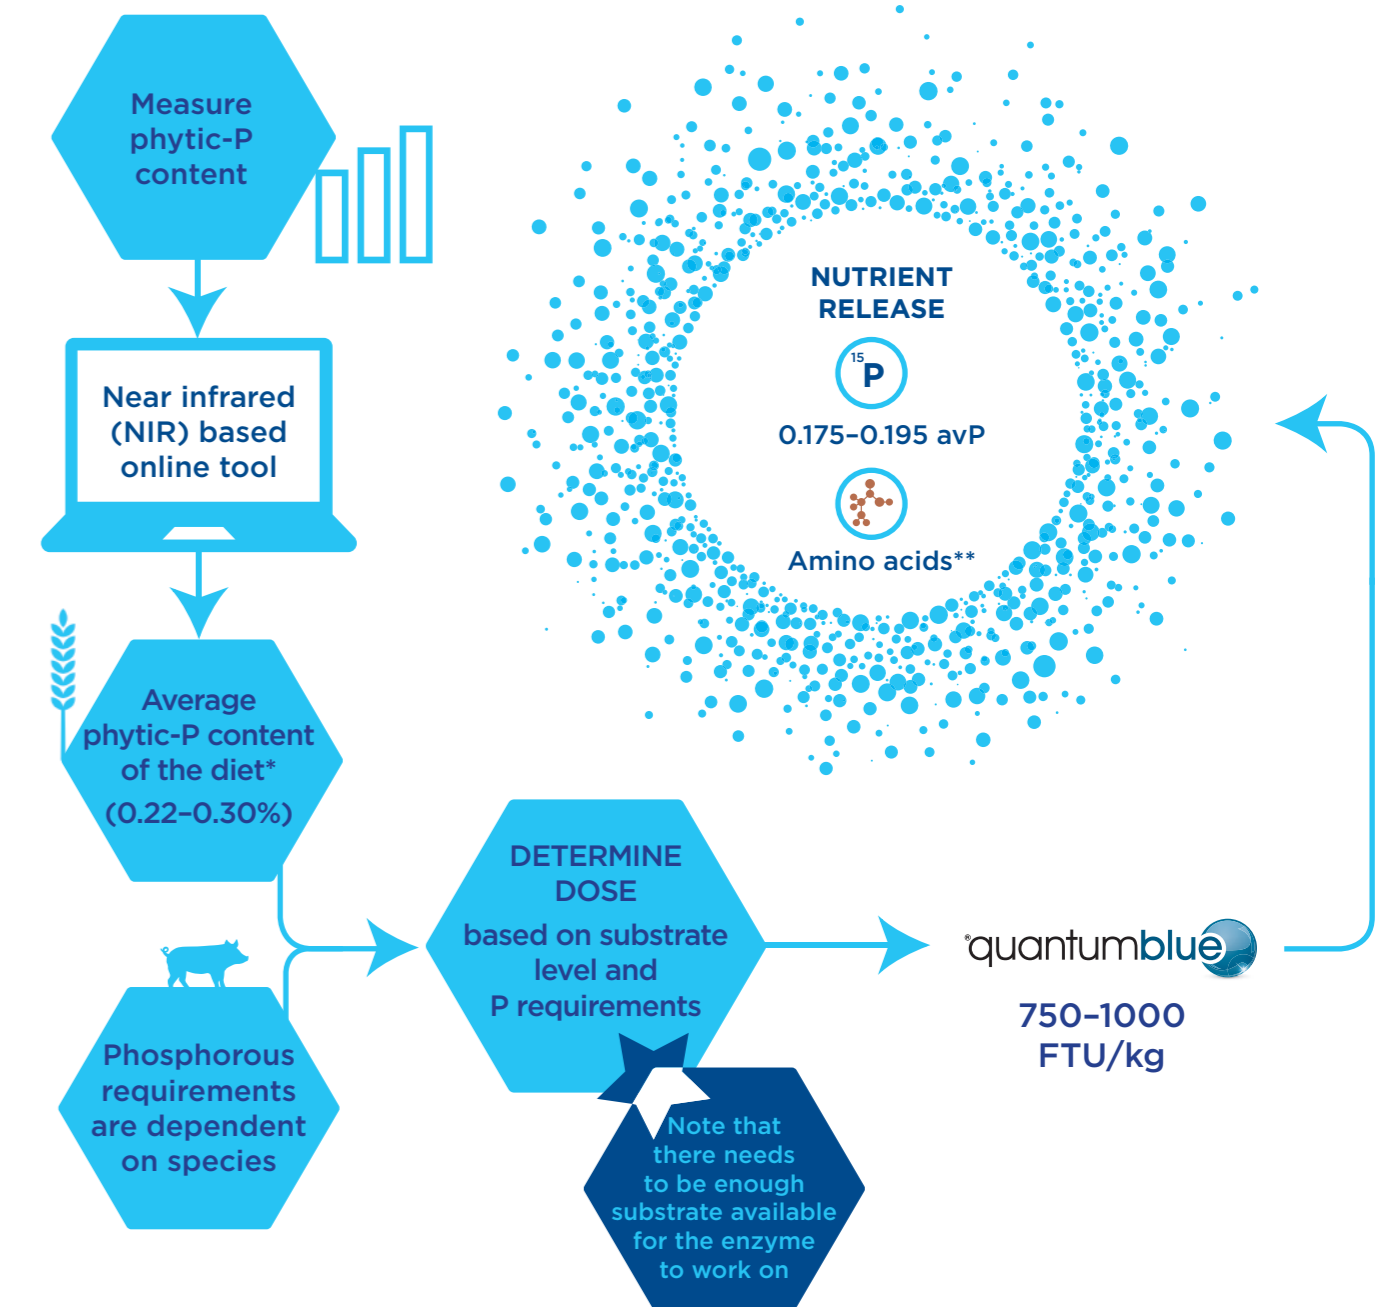 Measure
phytic-P
content
Near infrared
(NIR) based
online tool
Average
phytic-P content
of the diet*
(0.22–0.30%)
Phosphorous
requirements
are dependent
on species
DETERMINE
DOSE
based on substrate
level and
P requirements
Note that
there needs
to be enough
substrate available
for the enzyme
to work on
®quantumblue
750–1000
FTU/kg
NUTRIENT
RELEASE
15
P
0.175–0.195 avP
Amino acids**